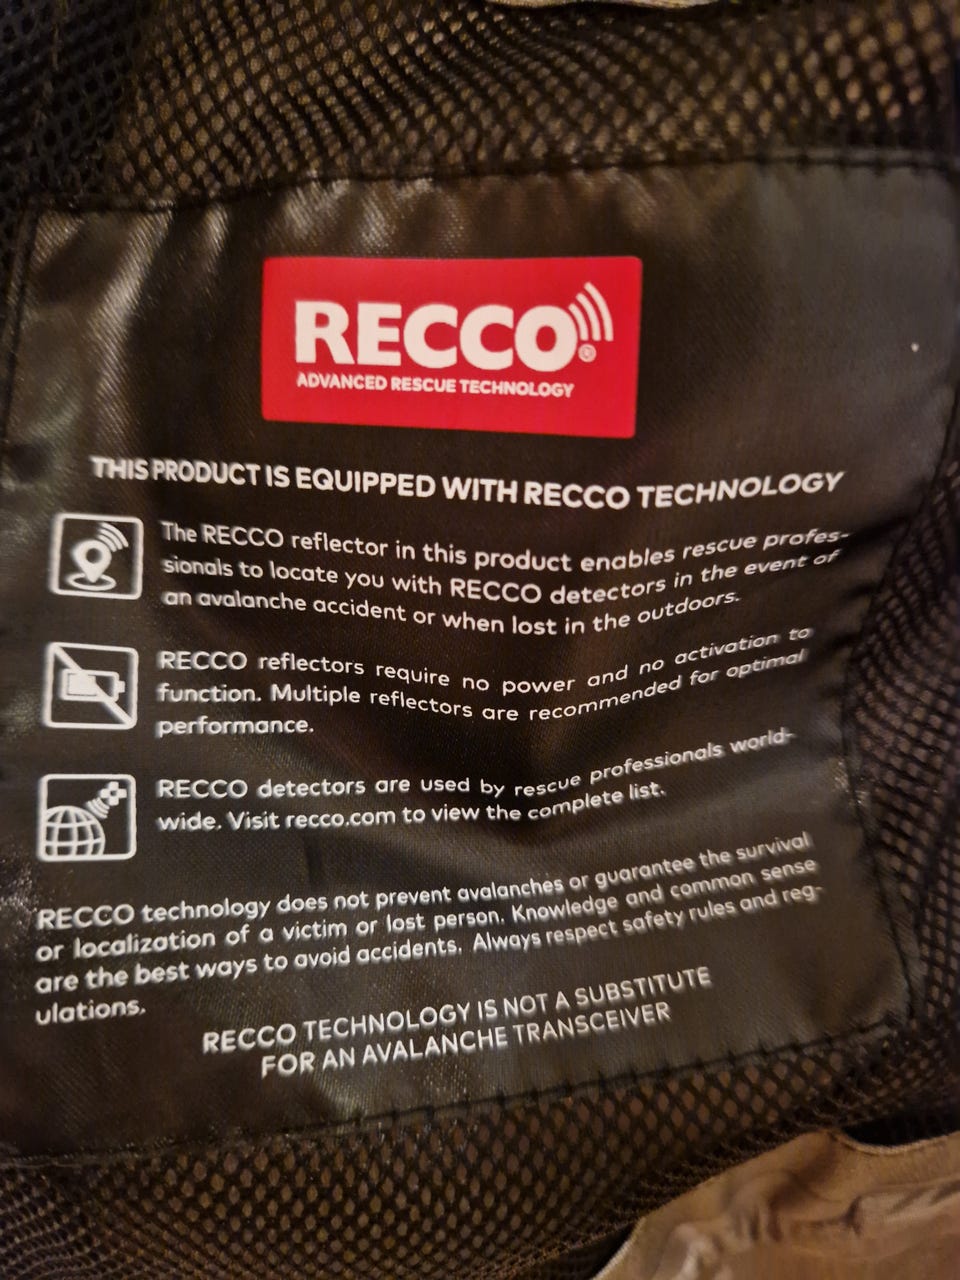 RECCO®
ADVANCED RESCUE TECHNOLOGY
THIS PRODUCT IS EQUIPPED WITH RECCO TECHNOLOGY
The RECCO reflector in this product enables rescue profes-
sionals to locate you with RECCO detectors in the event of
an avalanche accident or when lost in the outdoors.
RECCO reflectors require no power and no activation to
function. Multiple reflectors are recommended for optimal
performance.
RECCO detectors are used by rescue professionals world-
wide. Visit recco.com to view the complete list.
RECCO technology does not prevent avalanches or guarantee the survival
or localization of a victim or lost person. Knowledge and common sense
are the best ways to avoid accidents. Always respect safety rules and reg-
ulations.
RECCO TECHNOLOGY IS NOT A SUBSTITUTE
FOR AN AVALANCHE TRANSCEIVER